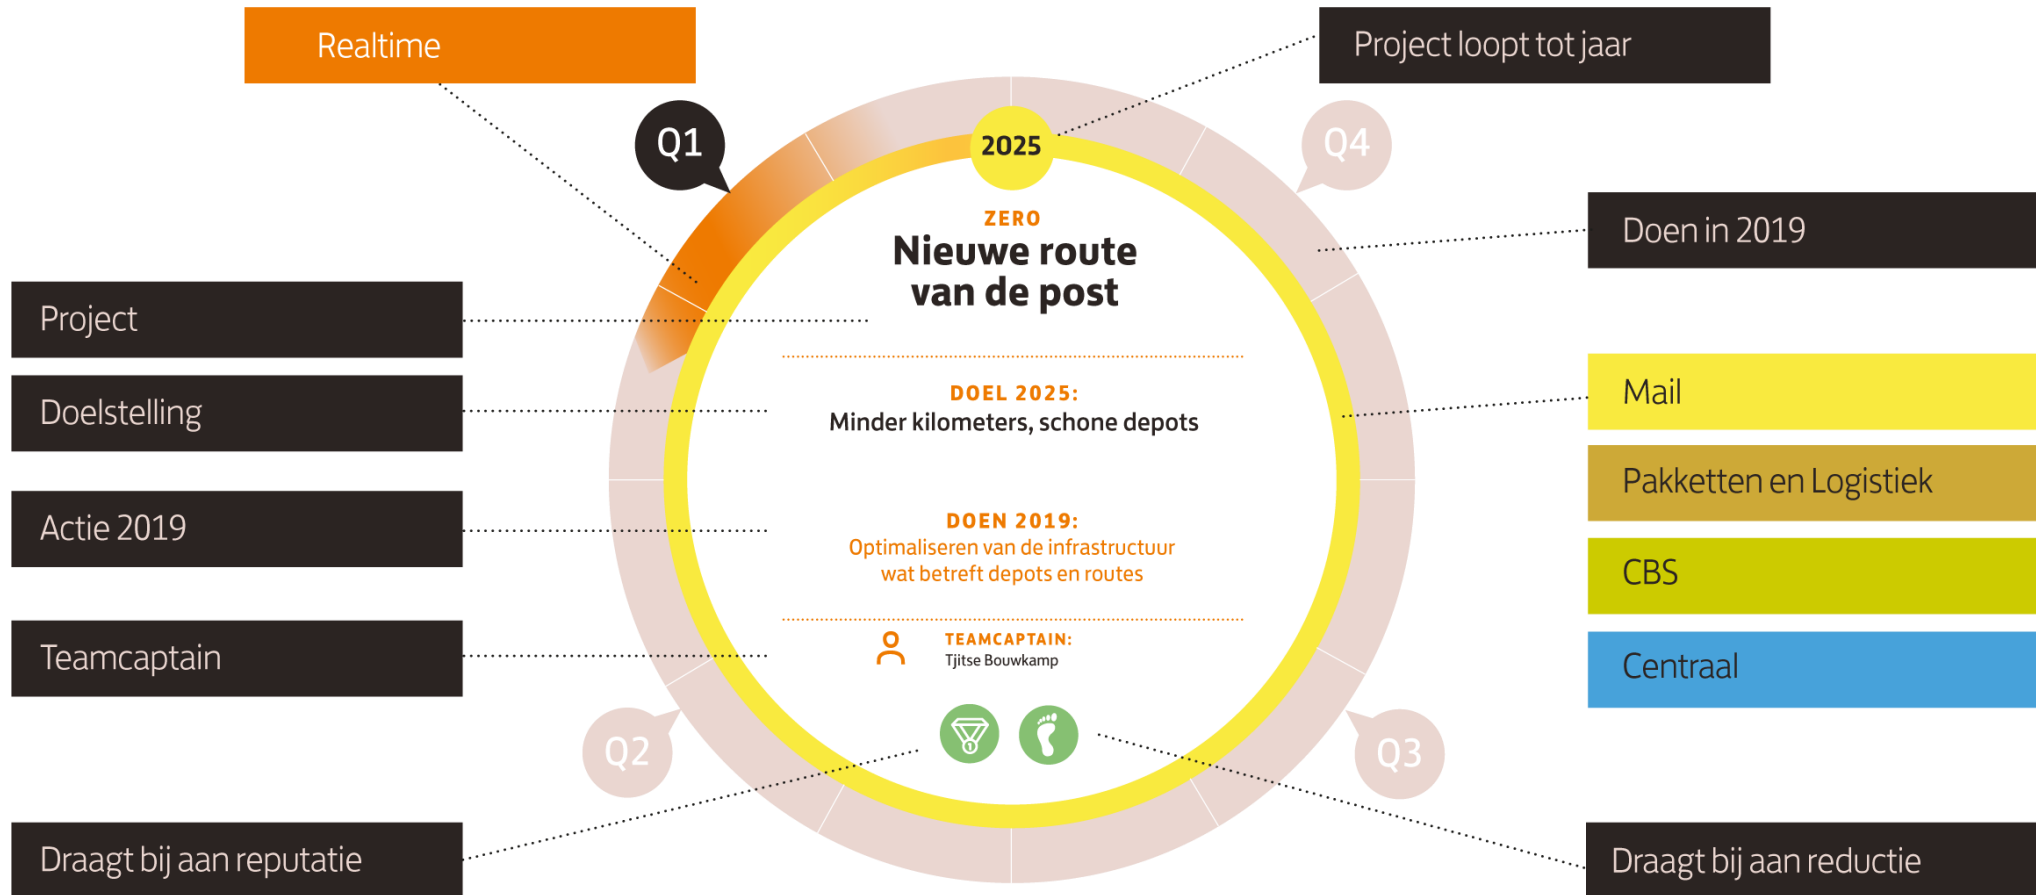 Realtime
Project loopt tot jaar
Q1
2025
Q4
ZERO
Nieuwe route
van de post
Doen in 2019
Project
Doelstelling
DOEL 2025:
Minder kilometers, schone depots
Mail
Pakketten en Logistiek
Actie 2019
DOEN 2019:
Optimaliseren van de infrastructuur
wat betreft depots en routes
CBS
Teamcaptain
TEAMCAPTAIN:
Tjitse Bouwkamp
Centraal
Q2
1
Q3
Draagt bij aan reputatie
Draagt bij aan reductie